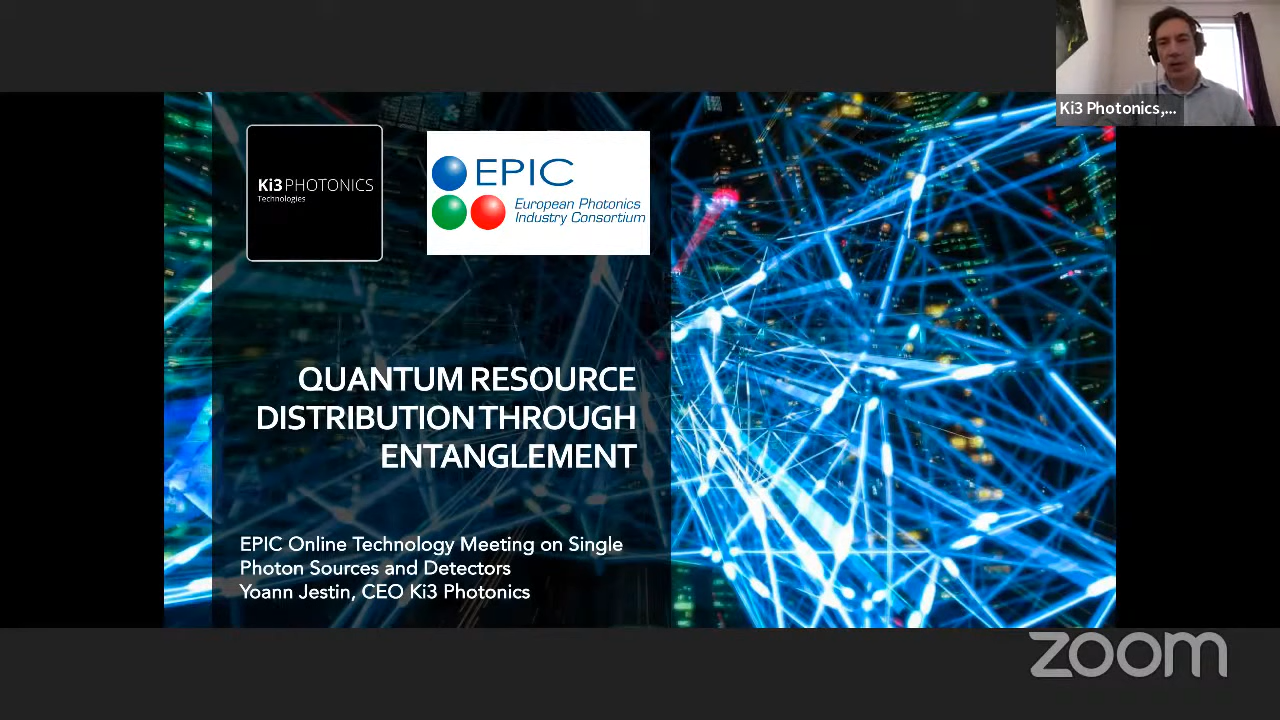 Ki3 Photonics,...
Ki3 PHOTONICS
Technologies
EPIC
European Photonics
Industry Consortium
QUANTUM RESOURCE
DISTRIBUTION THROUGH
ENTANGLEMENT
EPIC Online Technology Meeting on Single
Photon Sources and Detectors
Yoann Jestin, CEO Ki3 Photonics
zoom